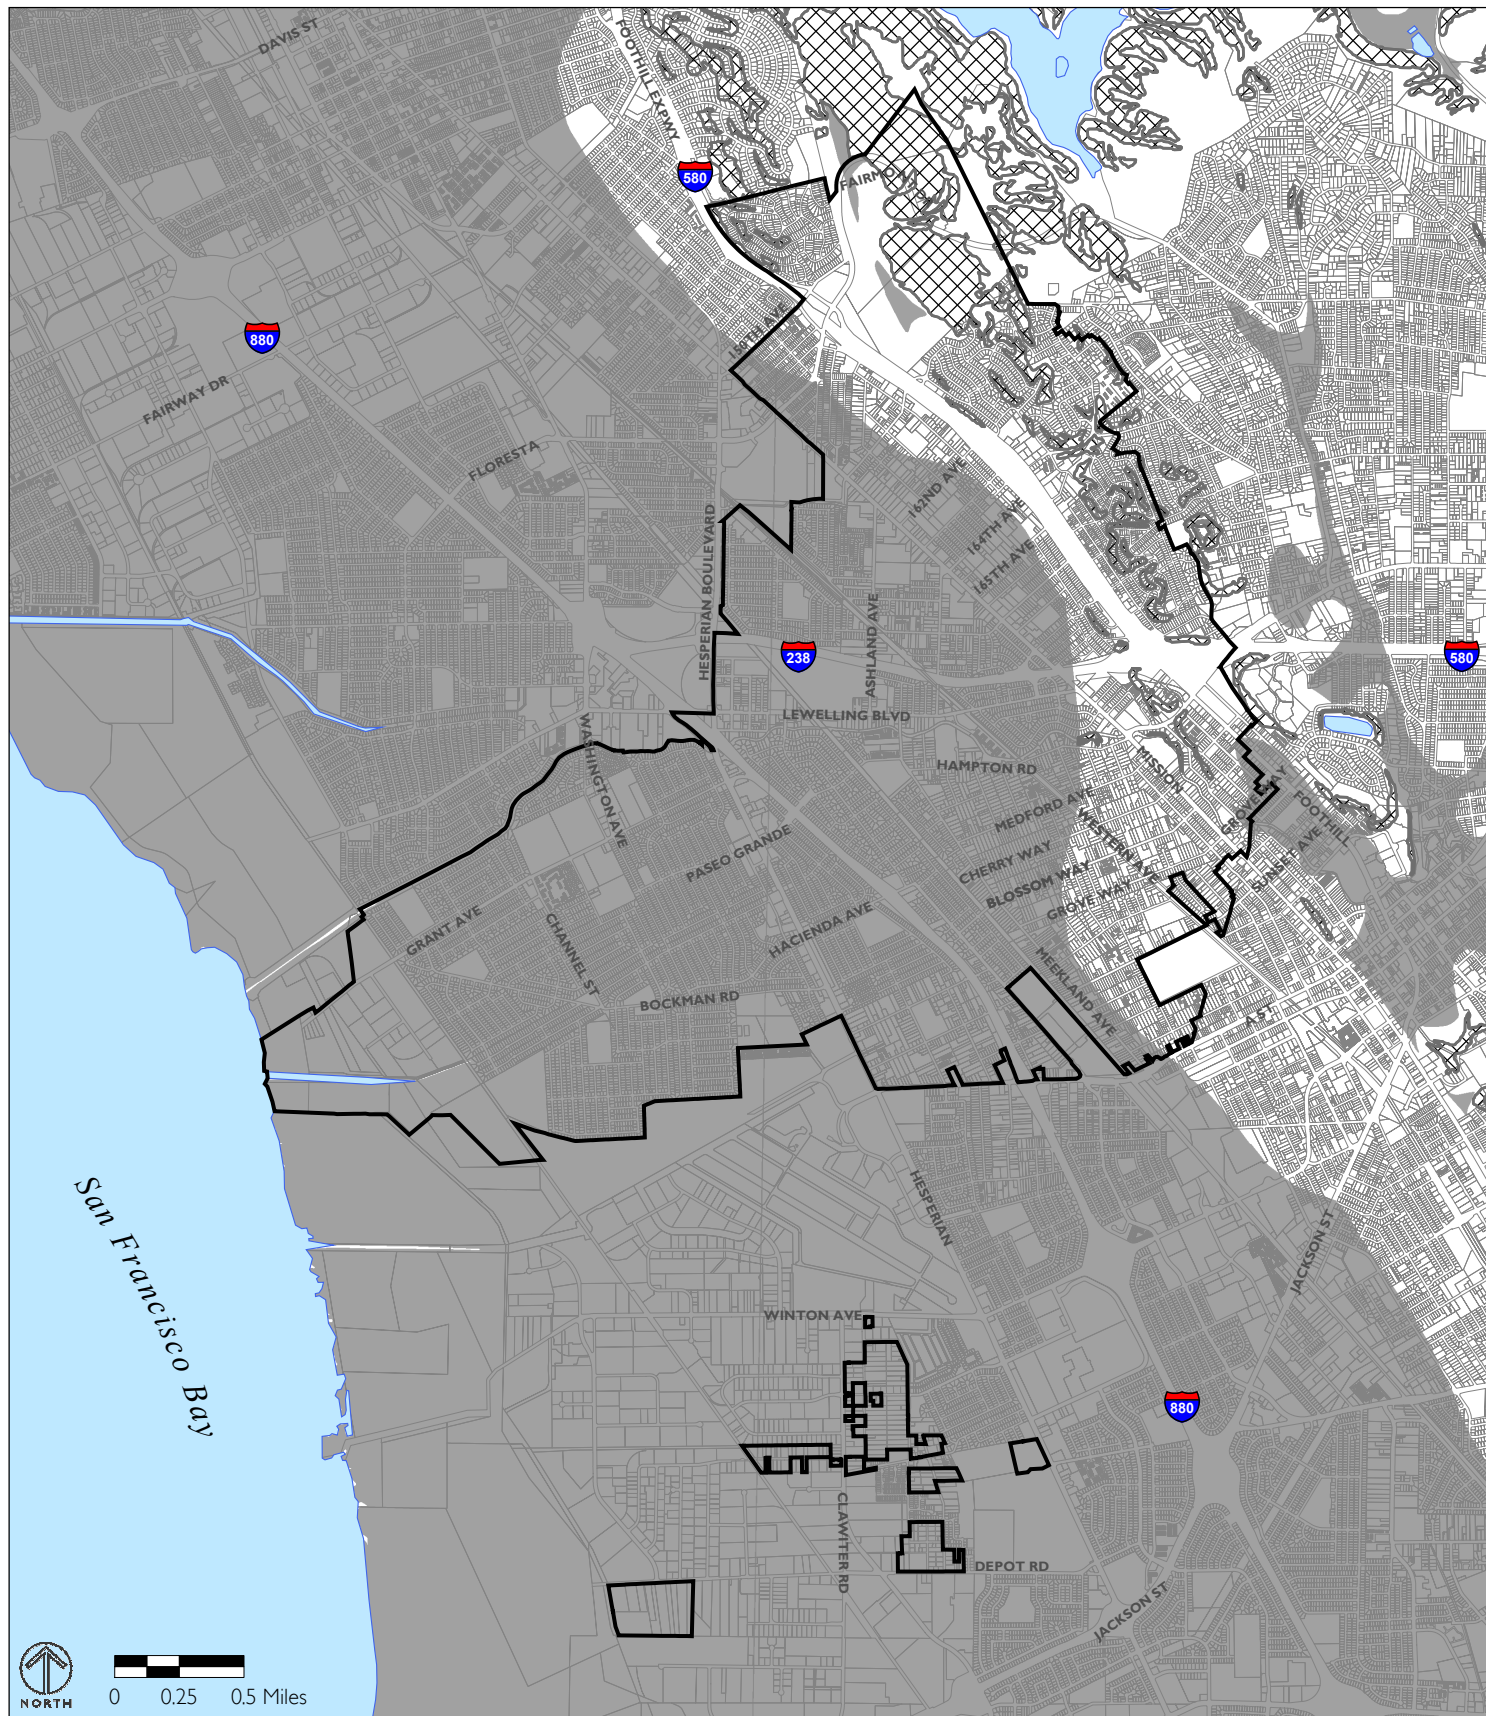 DAVIS ST
FOOTHILL EXPWY
580
FAIRMONT DR
880
150TH AVE
FAIRWAY DR
FLORESTA
162ND AVE
164TH AVE
165TH AVE
HESPERIAN BOULEVARD
ASHLAND AVE
238
580
LEWELLING BLVD
WASHINGTON AVE
HAMPTON RD
MISSION
MEDFORD AVE
GROVE WAY
FOOTHILL
SUNSET AVE
WESTERN AVE
PASEO GRANDE
CHERRY WAY
BLOSSOM WAY
GROVE WAY
GRANT AVE
CHANNEL ST
HACIENDA AVE
MEEKLAND AVE
BOCKMAN RD
A ST
San Francisco Bay
HESPERIAN
JACKSON ST
WINTON AVE
880
CLAWITER RD
DEPOT RD
JACKSON ST
NORTH
0 0.25 0.5 Miles